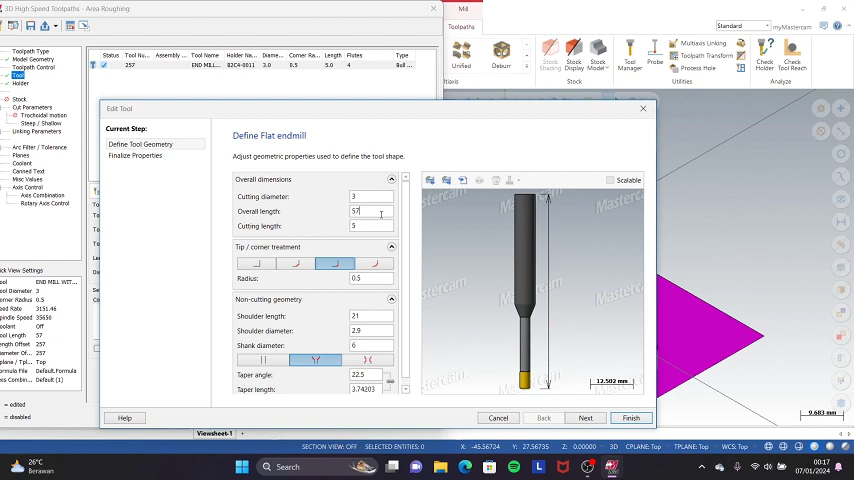 3D High Speed Toolpaths - Area Roughing
Mill
Toolpaths
Standard
myMastercam
Toolpath Type
Model Geometry
Toolpath Control
Tool
Holder
Stock
Cut Parameters
Trochoidal motion
Steep / Shallow
Linking Parameters
Arc Filter / Tolerance
Planes
Coolant
Canned Text
Misc Values
Axis Control
Axis Combination
Rotary Axis Control
Status Tool Nu... Assembly ... Tool Name Holder Na... Diame... Corner Ra... Length Flutes Type
257 END MILL ... B2C4-0011 3.0 0.5 5.0 4 Bull ...
Unified
Deburr
Stock Shading
Stock Display
Stock Model
Stock
Tool Manager
Probe
Multiaxis Linking
Toolpath Transform
Process Hole
Utilities
Check Holder
Check Tool Reach
Analyze
Edit Tool
Current Step:
Define Tool Geometry
Finalize Properties
Define Flat endmill
Adjust geometric properties used to define the tool shape.
Overall dimensions
Cutting diameter: 3
Overall length: 57
Cutting length: 5
Tip / corner treatment
Radius: 0.5
Non-cutting geometry
Shoulder length: 21
Shoulder diameter: 2.9
Shank diameter: 6
Taper angle: 22.5
Taper length: 3.74203
Scalable
Mastercam
12.502 mm
Help
Cancel
Back
Next
Finish
ck View Settings
Tool END MILL WIT...
Tool Diameter 3
Corner Radius 0.5
Feed Rate 3151.46
Spindle Speed 35650
Coolant Off
Tool Length 57
Length Offset 257
Diameter Of... 257
Cplane / Tpl... Top
Formula File Default.Formula
Axis Combin... Default (1)
= edited
= disabled
Viewsheet-1
+
9.683 mm
SECTION VIEW: OFF SELECTED ENTITIES: 0 X: -45.56724 Y: 27.56735 Z: 0.00000 3D CPLANE: Top TPLANE: Top WCS: Top
26°C
Berawan
Search
00:17
07/01/2024